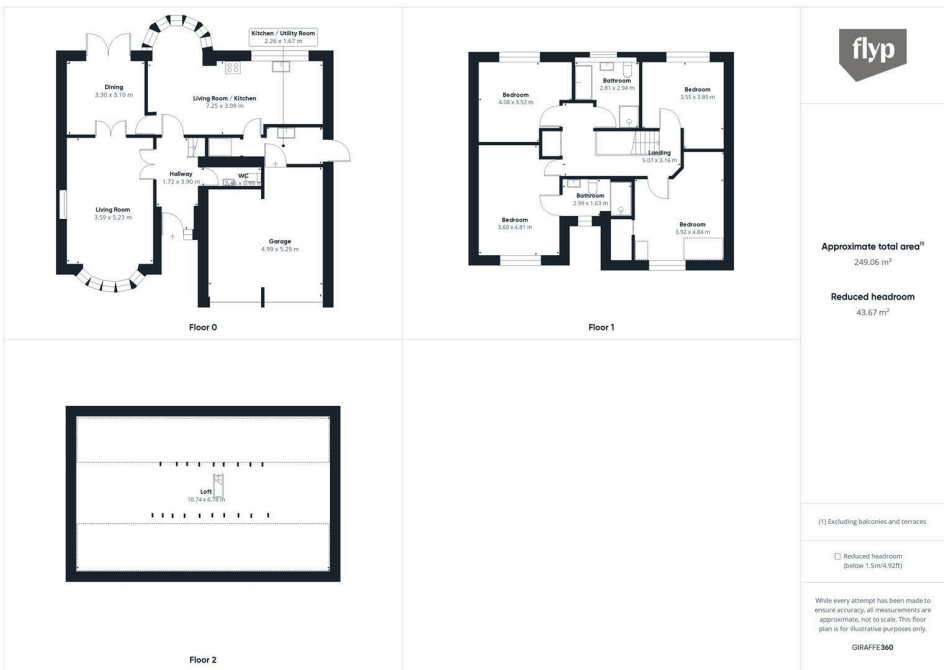 Kitchen / Utility Room
2.26 x 1.67 m
Dining
3.30 x 3.10 m
Living Room / Kitchen
7.25 x 3.09 m
Hallway
1.72 x 3.90 m
WC
Living Room
3.59 x 5.23 m
Garage
4.99 x 5.29 m
Floor 0
Bedroom
4.08 x 3.53 m
Bathroom
2.81 x 2.94 m
Bedroom
3.55 x 3.85 m
Landing
5.07 x 3.16 m
Bathroom
2.99 x 1.63 m
Bedroom
3.60 x 4.81 m
Bedroom
3.92 x 4.84 m
Floor 1
Loft
10.74 x 6.78 m
Floor 2
flyp
Approximate total area(1)
249.06 m²
Reduced headroom
43.67 m²
(1) Excluding balconies and terraces
Reduced headroom
(below 1.5m/4.92ft)
While every attempt has been made to
ensure accuracy, all measurements are
approximate, not to scale. This floor
plan is for illustrative purposes only.
GIRAFFE360